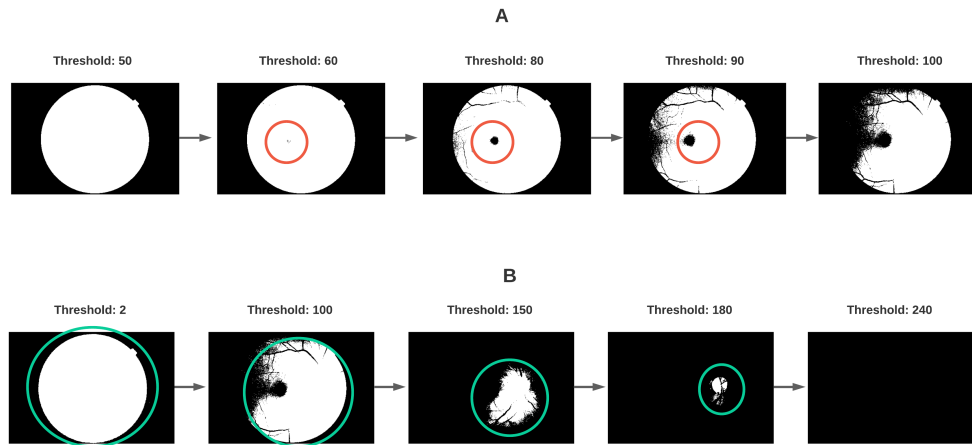 A
Threshold: 50
Threshold: 60
Threshold: 80
Threshold: 90
Threshold: 100
B
Threshold: 2
Threshold: 100
Threshold: 150
Threshold: 180
Threshold: 240